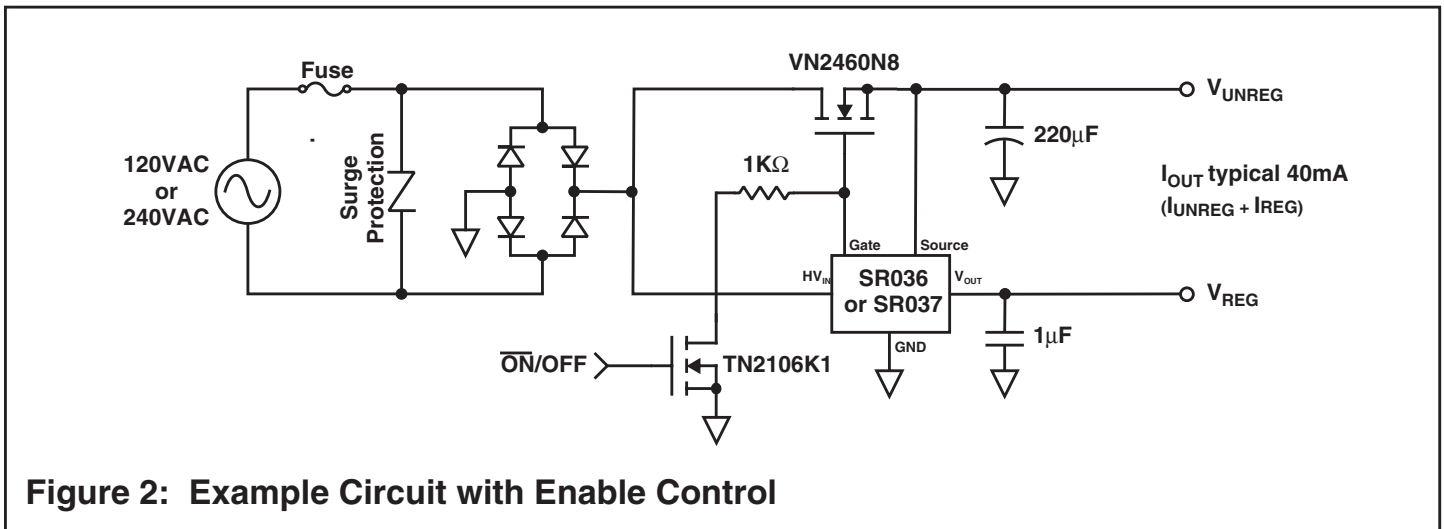 VN2460N8
Fuse
V_UNREG
220μF
1KΩ
120VAC
or
240VAC
Surge
Protection
I_OUT typical 40mA
(I_UNREG + I_REG)
Gate
Source
HV_IN
SR036
or SR037
V_OUT
V_REG
GND
1μF
O̅N̅/OFF
TN2106K1
Figure 2: Example Circuit with Enable Control